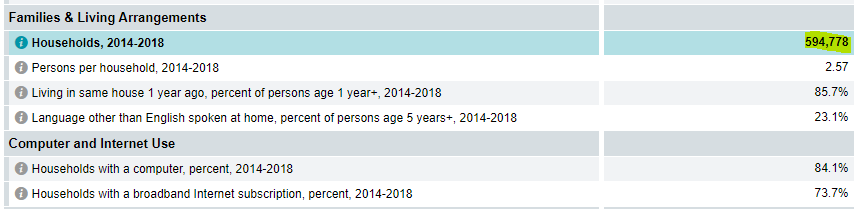 Families & Living Arrangements
Households, 2014-2018 594,778
Persons per household, 2014-2018 2.57
Living in same house 1 year ago, percent of persons age 1 year+, 2014-2018 85.7%
Language other than English spoken at home, percent of persons age 5 years+, 2014-2018 23.1%
Computer and Internet Use
Households with a computer, percent, 2014-2018 84.1%
Households with a broadband Internet subscription, percent, 2014-2018 73.7%